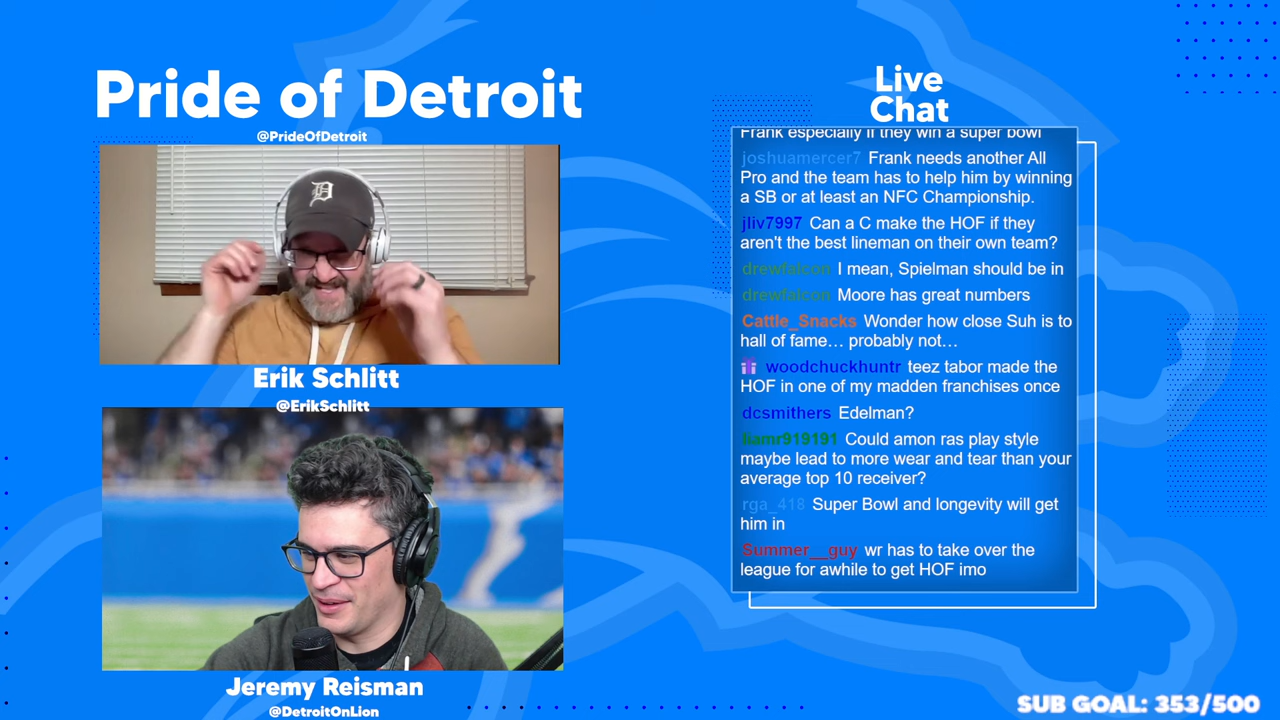 Pride of Detroit
@PrideOfDetroit
D
Erik Schlitt
@ErikSchlitt
Jeremy Reisman
@DetroitOnLion
Live
Chat
Frank especially if they win a super bowl
joshuamercer7 Frank needs another All
Pro and the team has to help him by winning
a SB or at least an NFC Championship.
jliv7997 Can a C make the HOF if they
aren't the best lineman on their own team?
drewfalcon I mean, Spielman should be in
drewfalcon Moore has great numbers
Cattle_Snacks Wonder how close Suh is to
hall of fame... probably not...
woodchuckhuntr teez tabor made the
HOF in one of my madden franchises once
dcsmithers Edelman?
liamr919191 Could amon ras play style
maybe lead to more wear and tear than your
average top 10 receiver?
rga_418 Super Bowl and longevity will get
him in
Summer__guy wr has to take over the
league for awhile to get HOF imo
SUB GOAL: 353/500